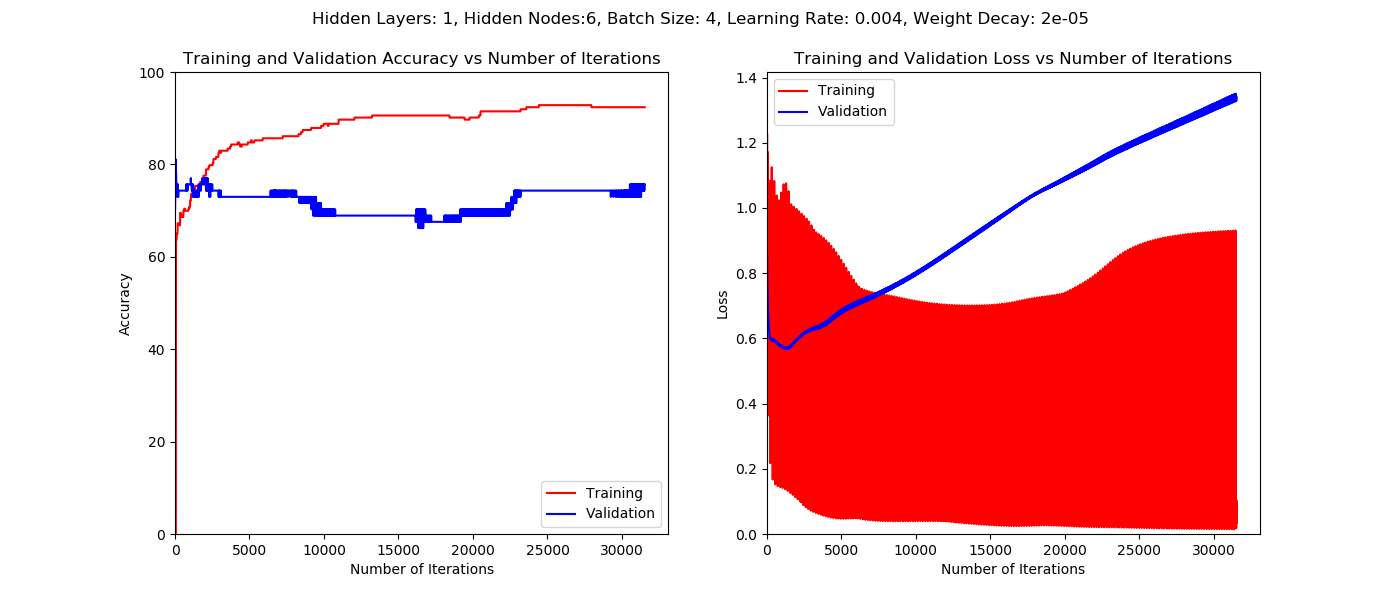 Hidden Layers: 1, Hidden Nodes:6, Batch Size: 4, Learning Rate: 0.004, Weight Decay: 2e-05
Training and Validation Accuracy vs Number of Iterations
100
80
60
40
20
0
Accuracy
0 5000 10000 15000 20000 25000 30000
Number of Iterations
Training
Validation
Training and Validation Loss vs Number of Iterations
1.4
1.2
1.0
0.8
0.6
0.4
0.2
0.0
Loss
0 5000 10000 15000 20000 25000 30000
Number of Iterations
Training
Validation